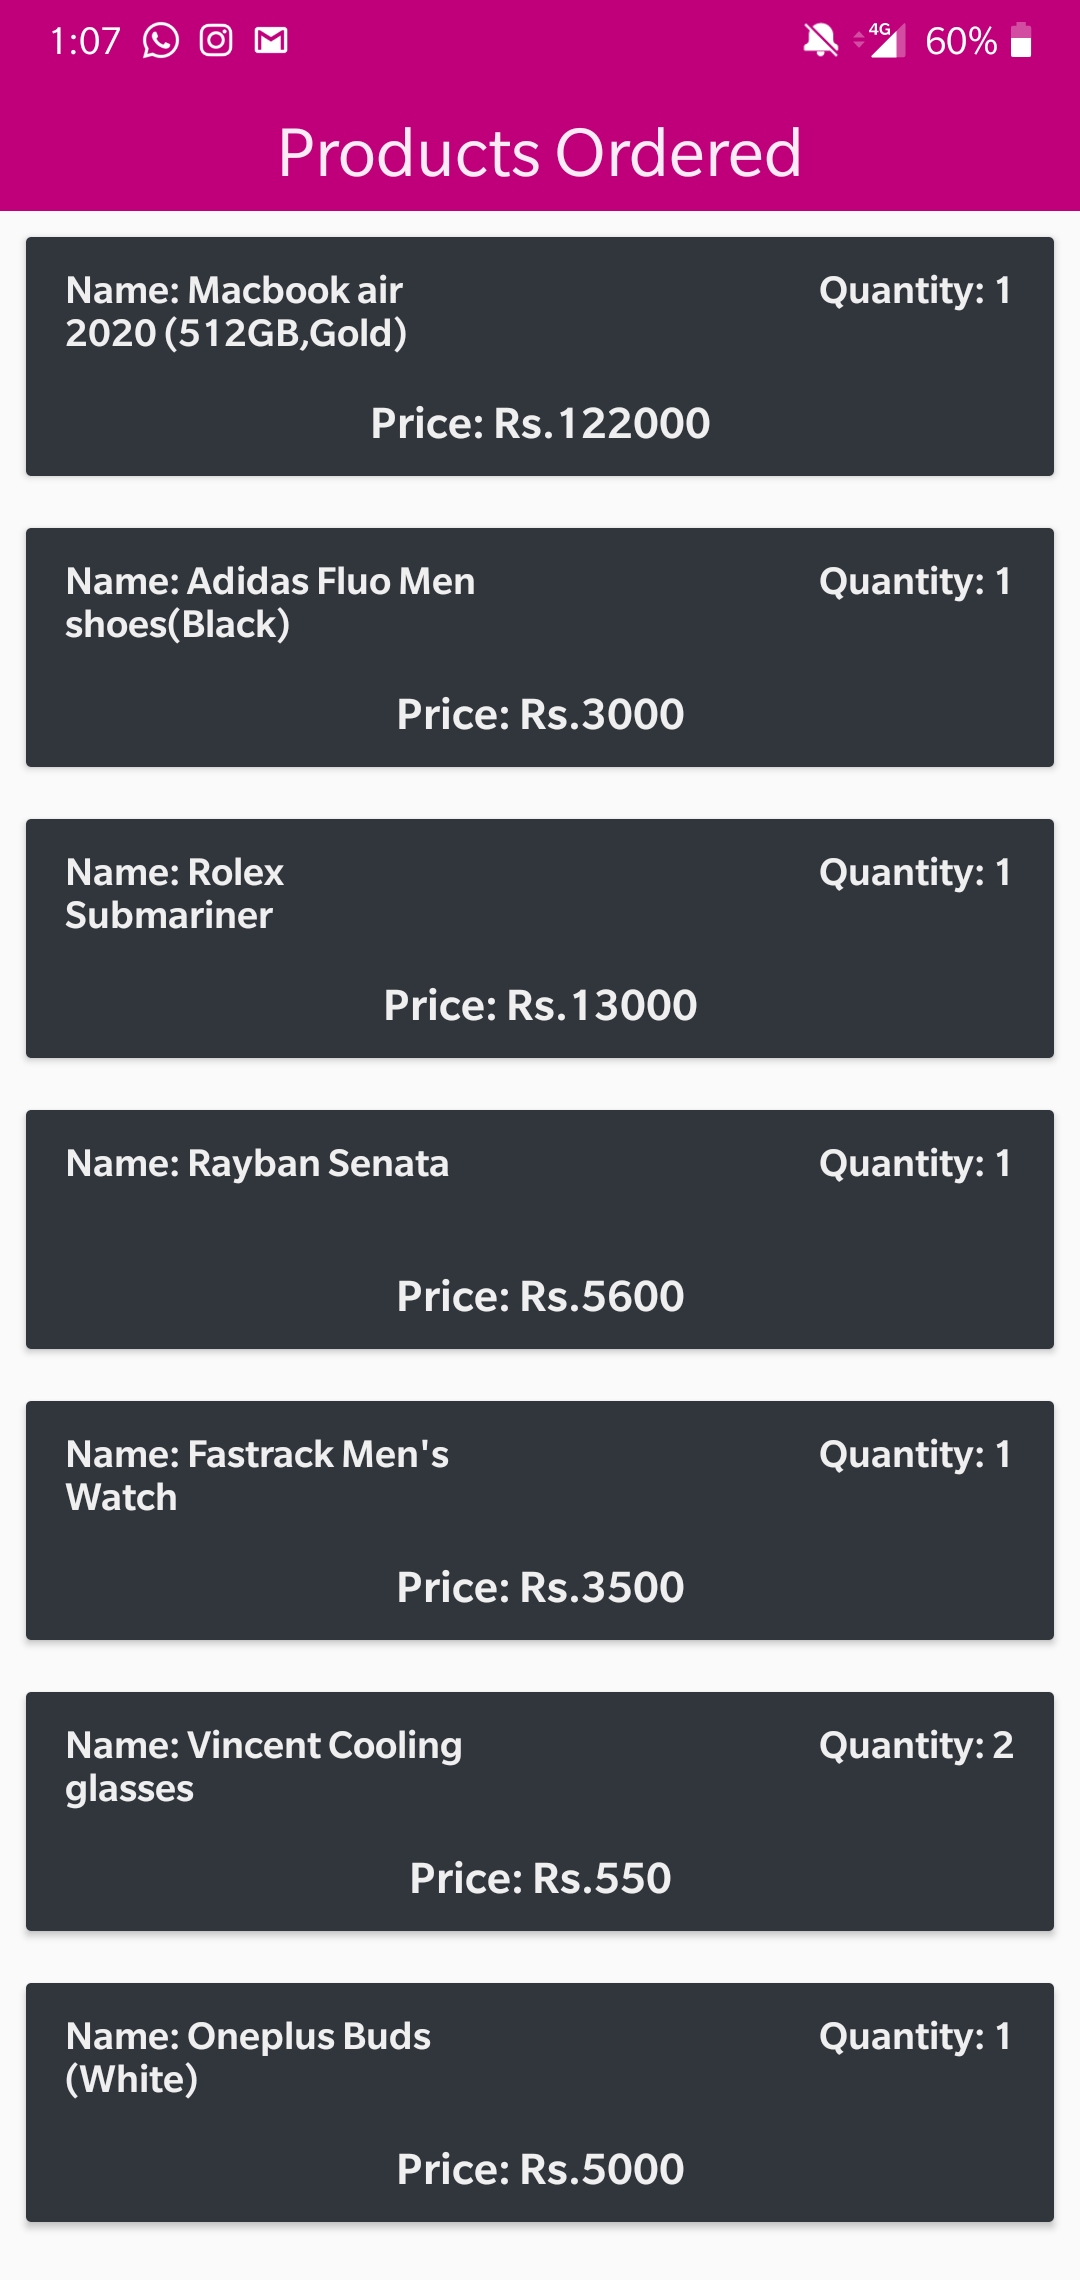 1:07
4G
60%
Products Ordered
Name: Macbook air
2020 (512GB,Gold)
Quantity: 1
Price: Rs.122000
Name: Adidas Fluo Men
shoes(Black)
Quantity: 1
Price: Rs.3000
Name: Rolex
Submariner
Quantity: 1
Price: Rs.13000
Name: Rayban Senata
Quantity: 1
Price: Rs.5600
Name: Fastrack Men's
Watch
Quantity: 1
Price: Rs.3500
Name: Vincent Cooling
glasses
Quantity: 2
Price: Rs.550
Name: Oneplus Buds
(White)
Quantity: 1
Price: Rs.5000